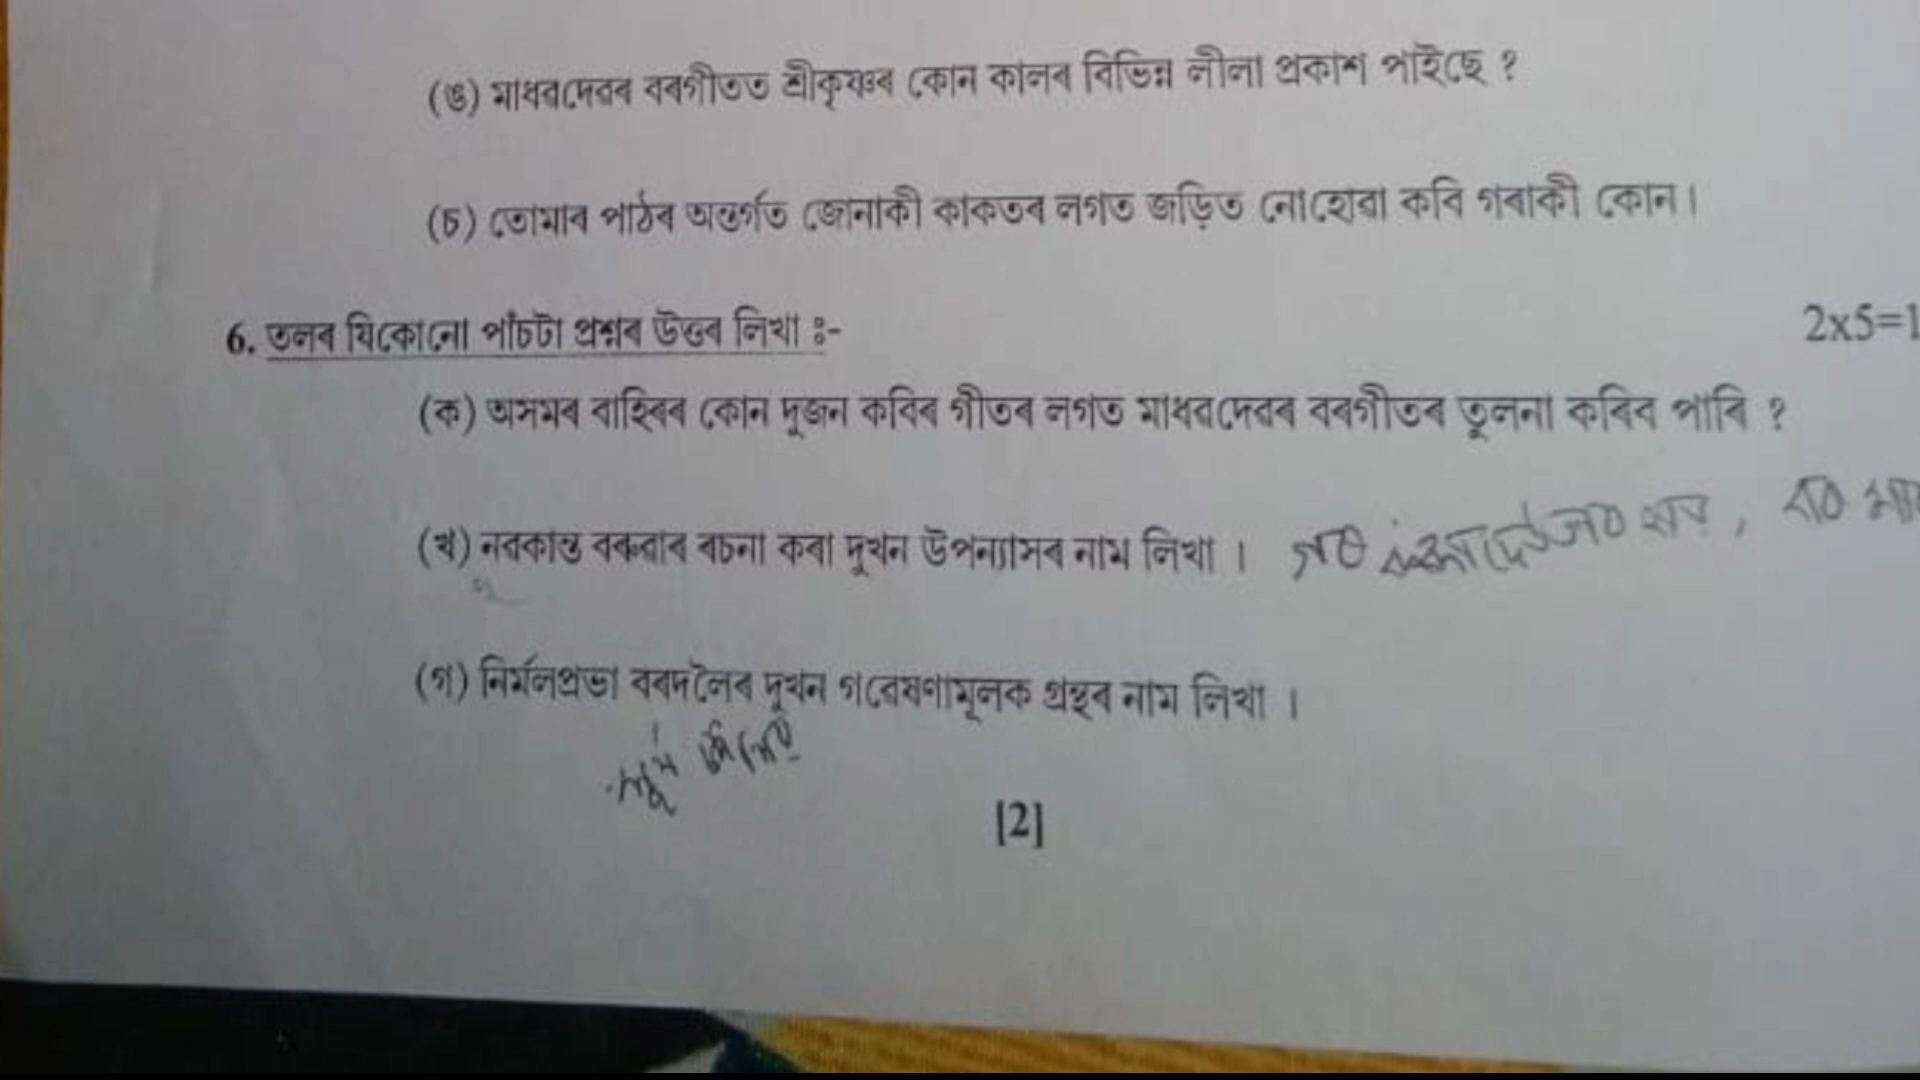 (ঙ) মাধৱদেৱৰ বৰগীতত শ্ৰীকৃষ্ণৰ কোন কালৰ বিভিন্ন লীলা প্ৰকাশ পাইছে ?
(চ) তোমাৰ পাঠৰ অন্তৰ্গত জোনাকী কাকতৰ লগত জড়িত নোহোৱা কবি গৰাকী কোন।
6. তলৰ যিকোনো পাঁচটা প্ৰশ্নৰ উত্তৰ লিখা :-
2x5=1
(ক) অসমৰ বাহিৰৰ কোন দুজন কবিৰ গীতৰ লগত মাধৱদেৱৰ বৰগীতৰ তুলনা কৰিব পাৰি ?
(খ) নৱকান্ত বৰুৱাৰ ৰচনা কৰা দুখন উপন্যাসৰ নাম লিখা ।
(গ) নিৰ্মলপ্ৰভা বৰদলৈৰ দুখন গৱেষণামূলক গ্ৰন্থৰ নাম লিখা ।
[2]